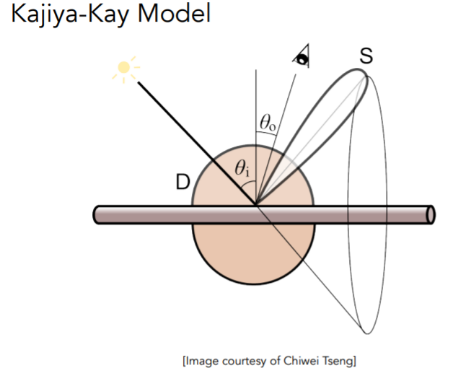 Kajiya-Kay Model
S
θo
θi
D
[Image courtesy of Chiwei Tseng]